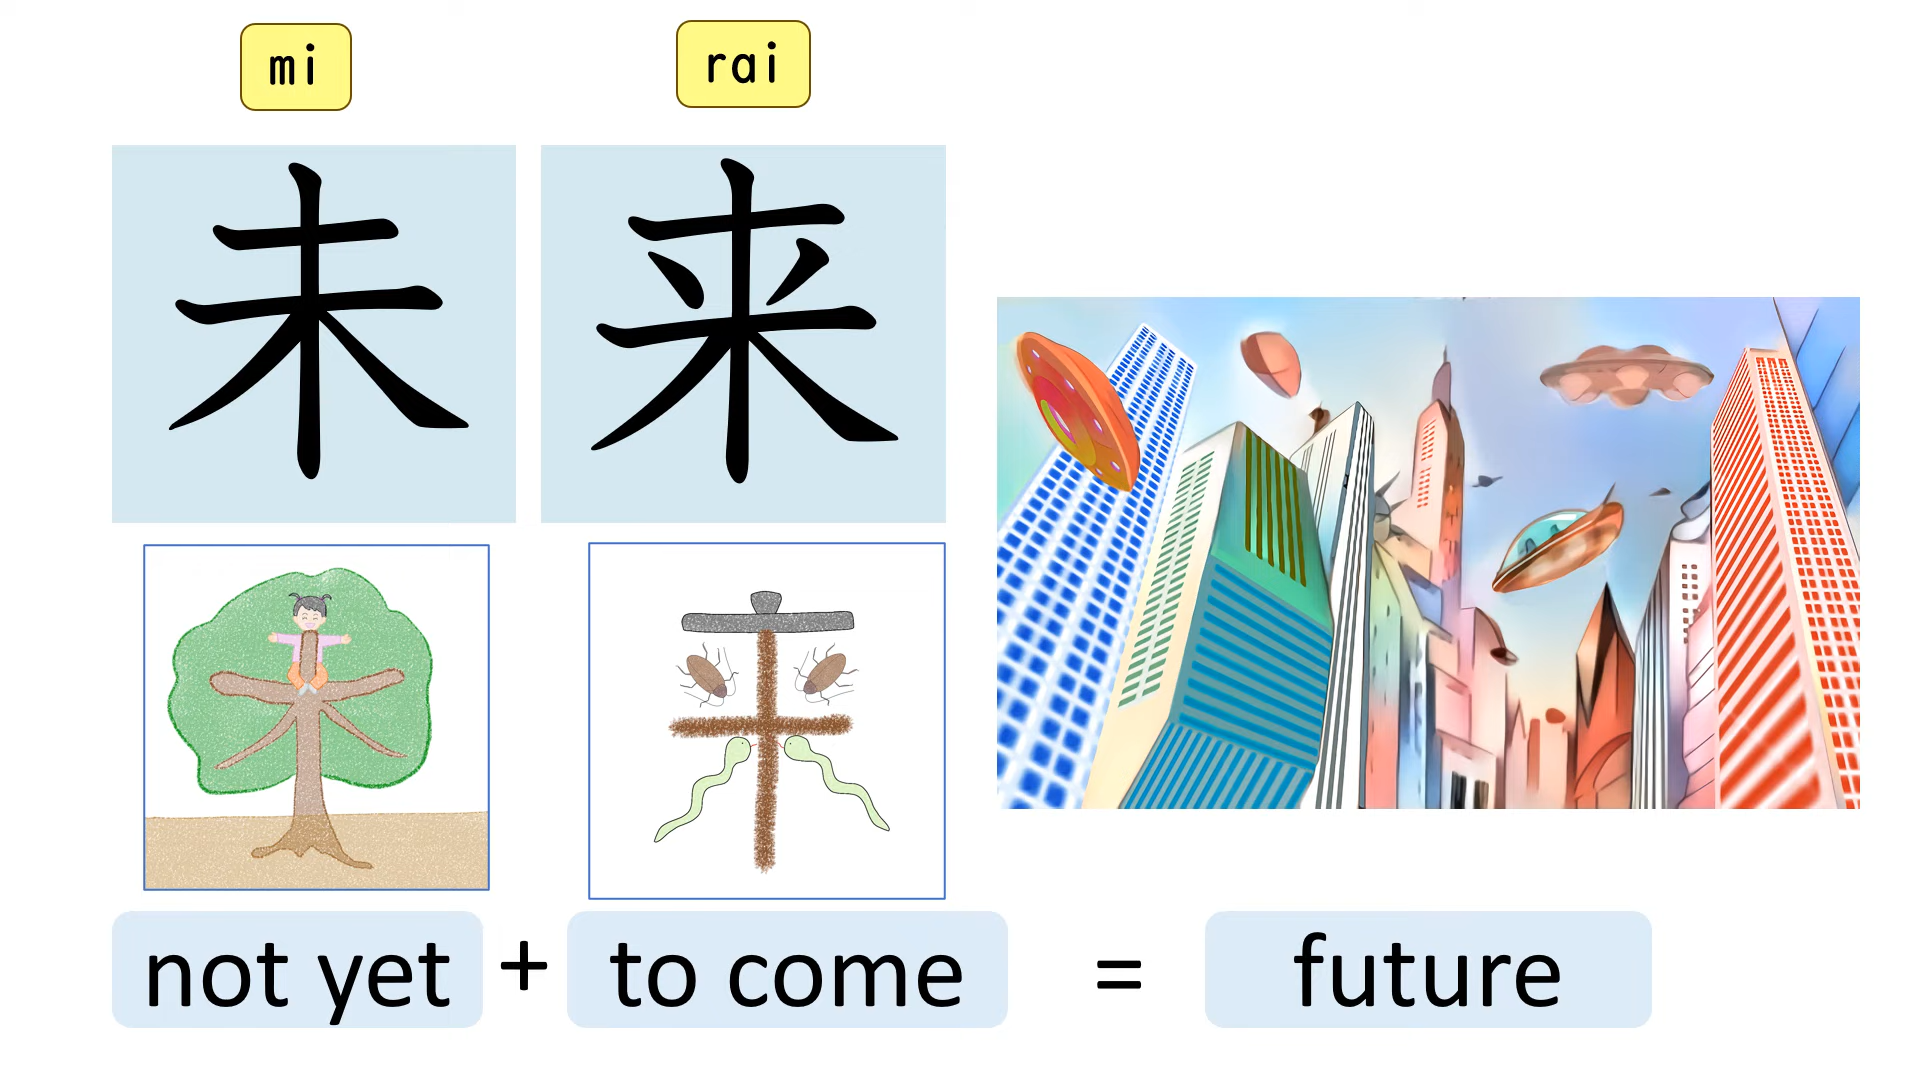 mi rai
未 来
not yet + to come = future